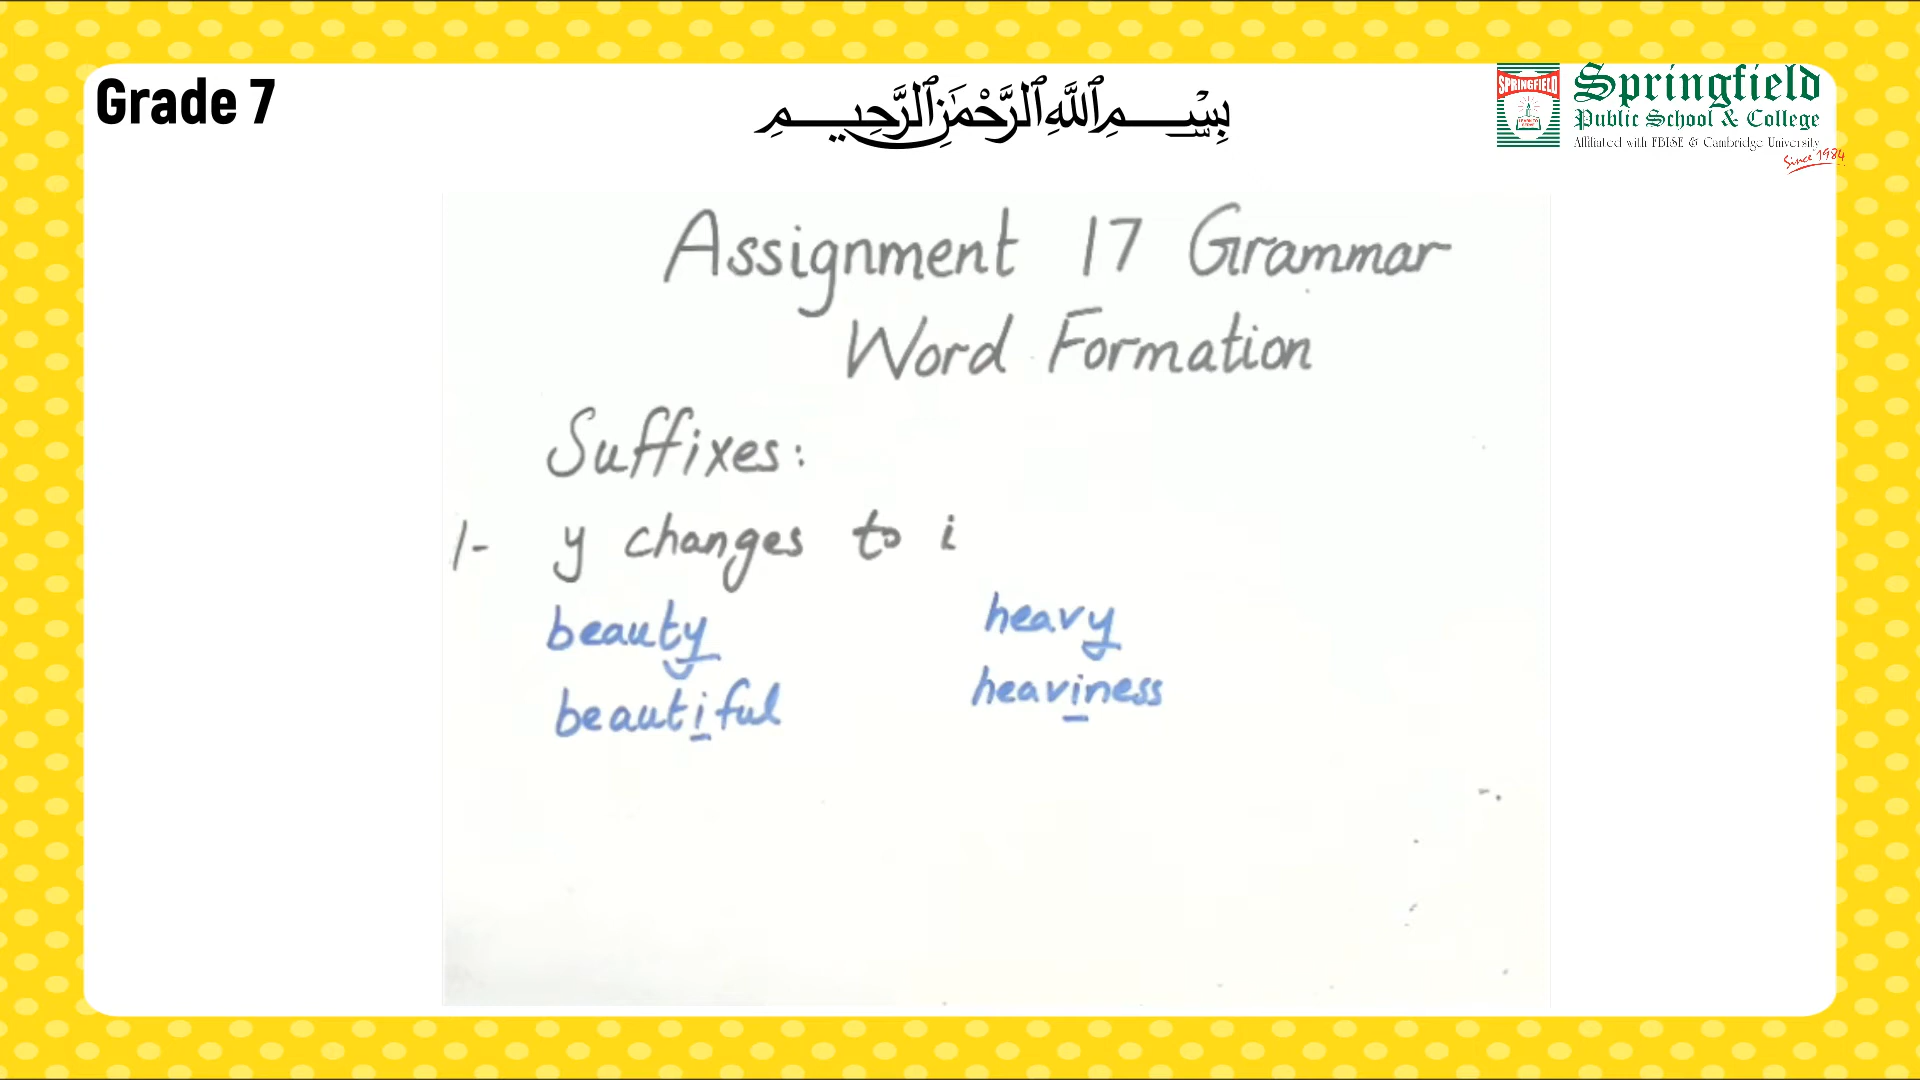 Grade 7
بِسْمِ ٱللَّهِ ٱلرَّحْمَٰنِ ٱلرَّحِيمِ
SPRINGFIELD
Springfield
Public School & College
Affiliated with FBISE & Cambridge University
Since 1984
Assignment 17 Grammar
Word Formation
Suffixes:
1- y changes to i
beauty heavy
beautiful heaviness